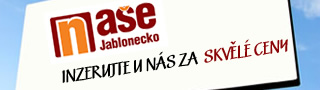 naše
Jablonecko
INZERUJTE U NÁS ZA SKVĚLÉ CENY